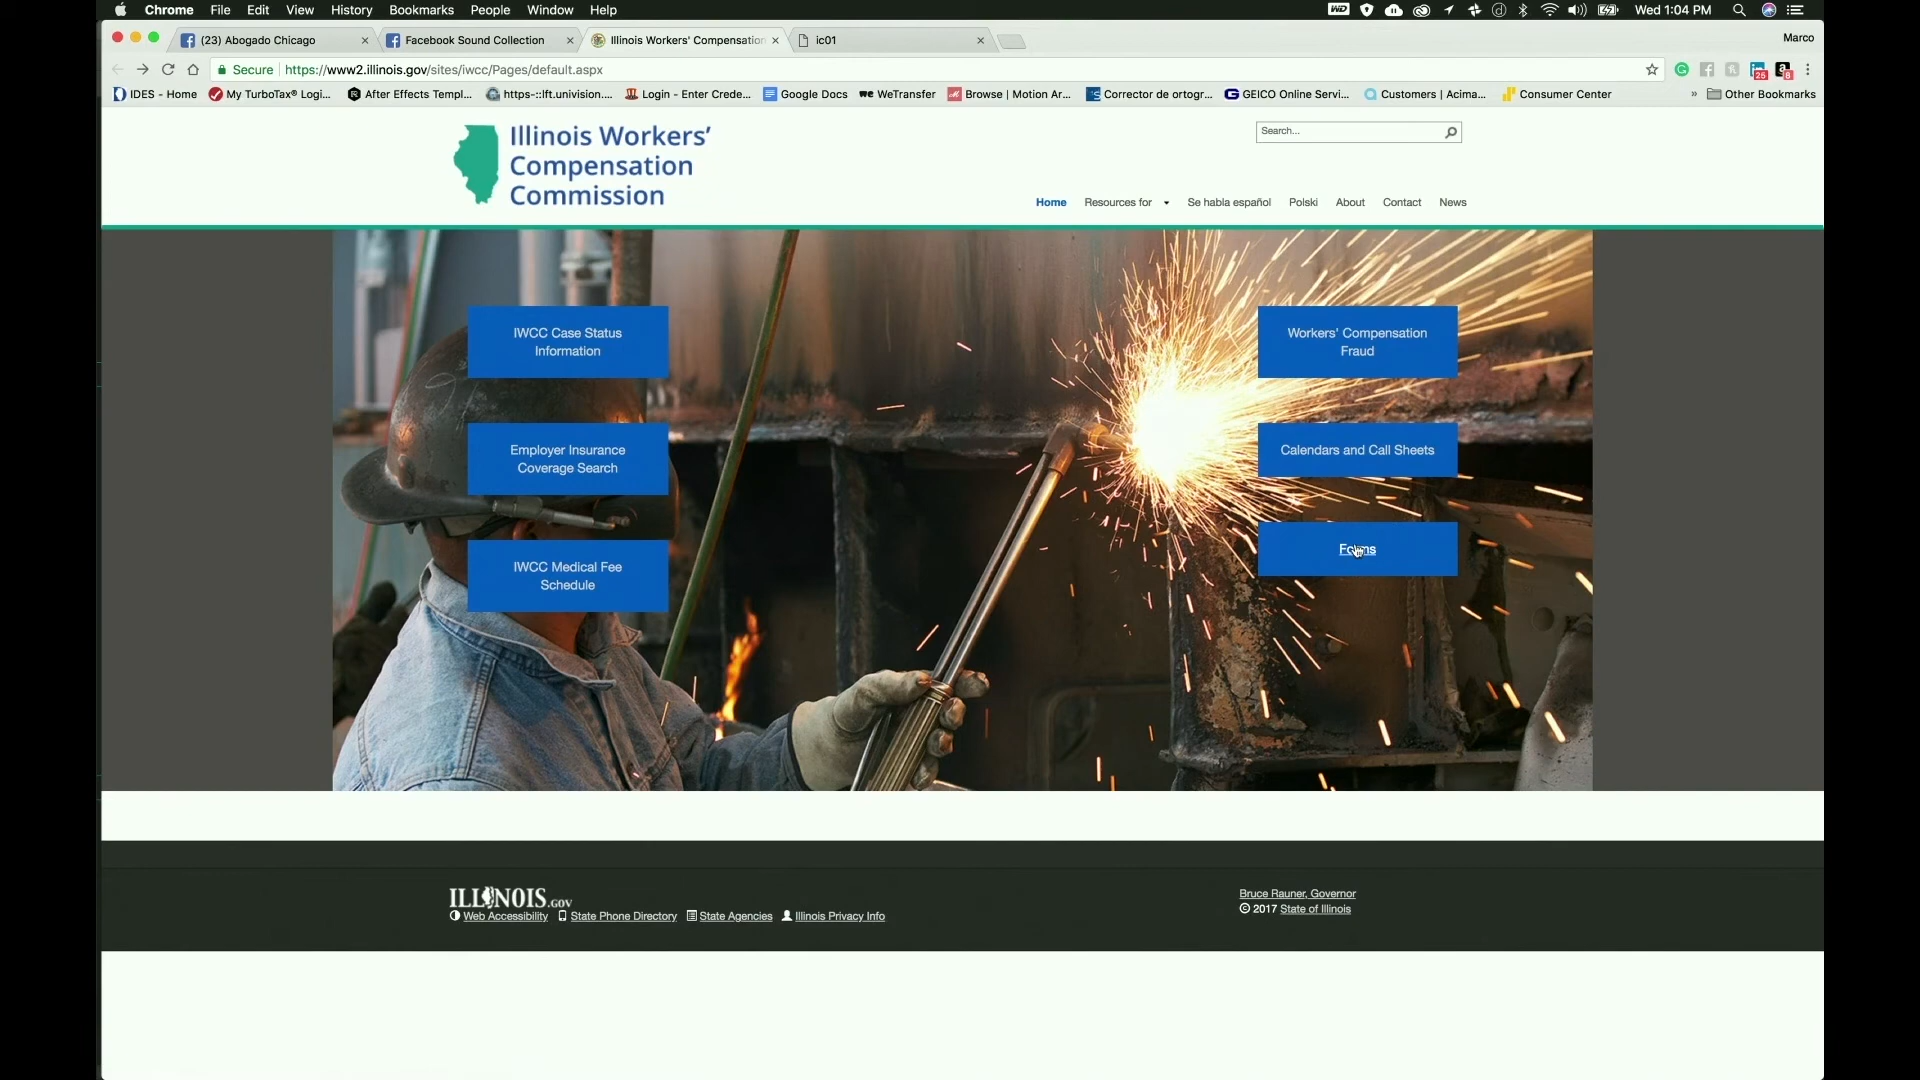 Chrome File Edit View History Bookmarks People Window Help
WD Wed 1:04 PM
(23) Abogado Chicago
Facebook Sound Collection
Illinois Workers' Compensation
ic01
Marco
Secure https://www2.illinois.gov/sites/iwcc/Pages/default.aspx
25 8
IDES - Home
My TurboTax® Logi...
After Effects Templ...
https-::lft.univision....
Login - Enter Crede...
Google Docs
WeTransfer
Browse | Motion Ar...
Corrector de ortogr...
GEICO Online Servi...
Customers | Acima...
Consumer Center
» Other Bookmarks
Illinois Workers'
Compensation
Commission
Search...
Home Resources for Se habla español Polski About Contact News
IWCC Case Status
Information
Workers' Compensation
Fraud
Employer Insurance
Coverage Search
Calendars and Call Sheets
IWCC Medical Fee
Schedule
Forms
ILLINOIS.GOV
Web Accessibility State Phone Directory State Agencies Illinois Privacy Info
Bruce Rauner, Governor
© 2017 State of Illinois